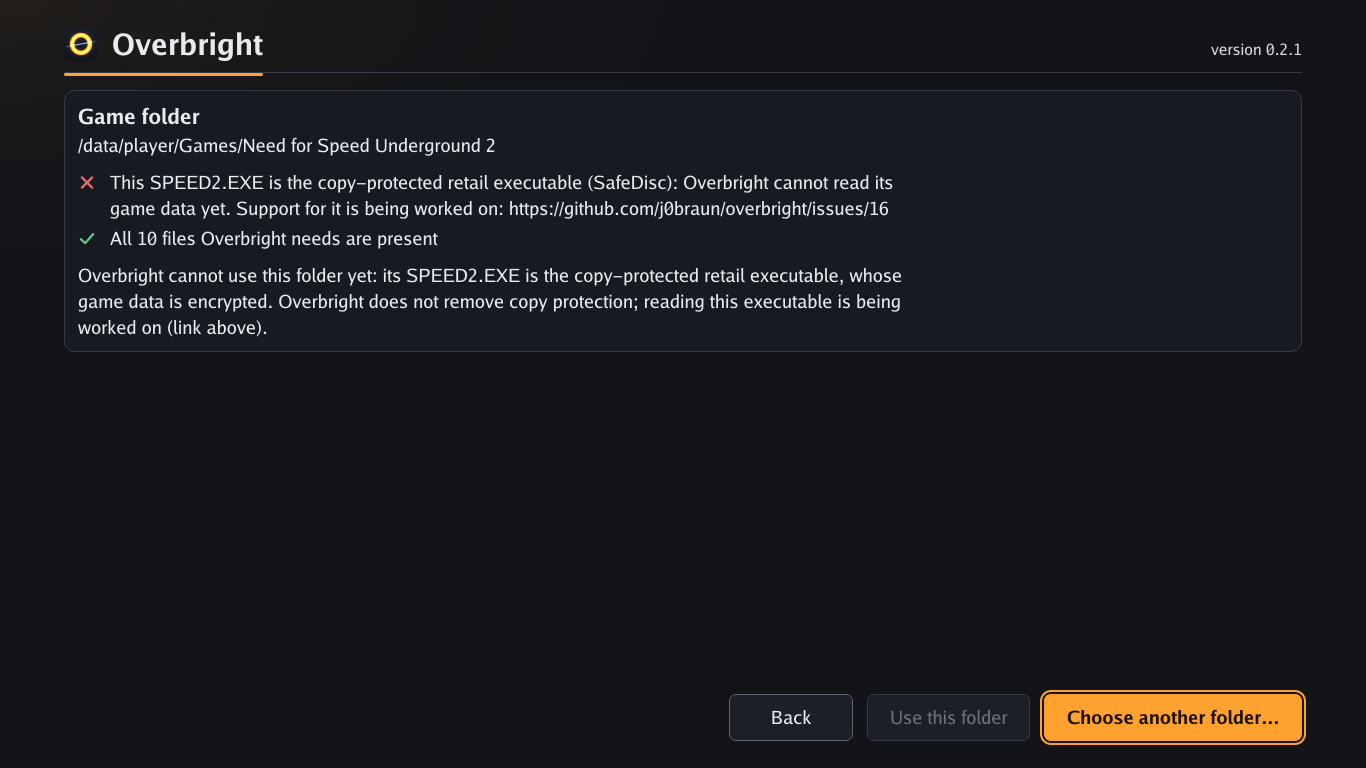 Overbright
version 0.2.1
Game folder
/data/player/Games/Need for Speed Underground 2
This SPEED2.EXE is the copy-protected retail executable (SafeDisc): Overbright cannot read its
game data yet. Support for it is being worked on: https://github.com/j0braun/overbright/issues/16
All 10 files Overbright needs are present
Overbright cannot use this folder yet: its SPEED2.EXE is the copy-protected retail executable, whose
game data is encrypted. Overbright does not remove copy protection; reading this executable is being
worked on (link above).
Back
Use this folder
Choose another folder...